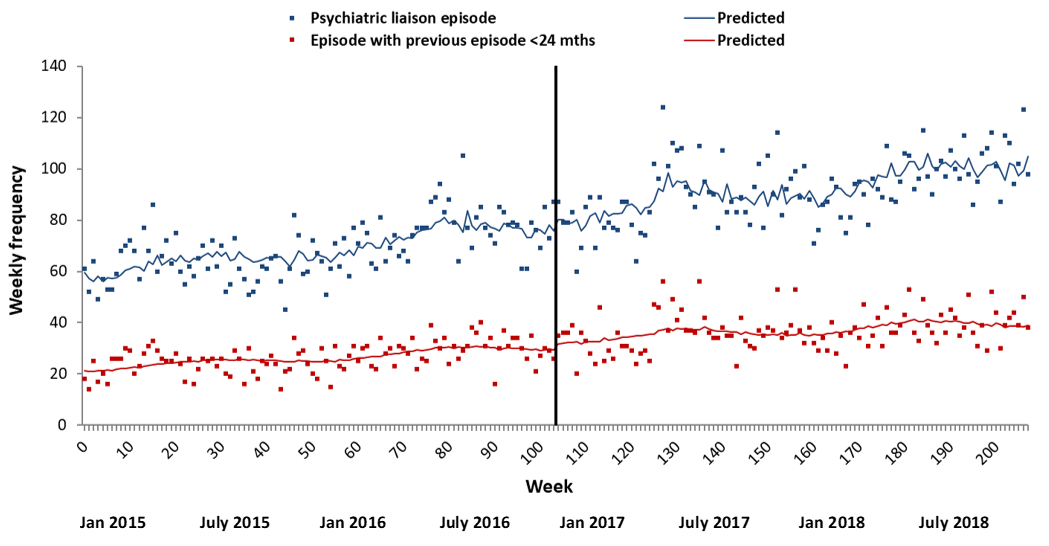 Psychiatric liaison episode Predicted
Episode with previous episode <24 mths Predicted
Weekly frequency
140
120
100
80
60
40
20
0
0 10 20 30 40 50 60 70 80 90 100 110 120 130 140 150 160 170 180 190 200
Week
Jan 2015 July 2015 Jan 2016 July 2016 Jan 2017 July 2017 Jan 2018 July 2018